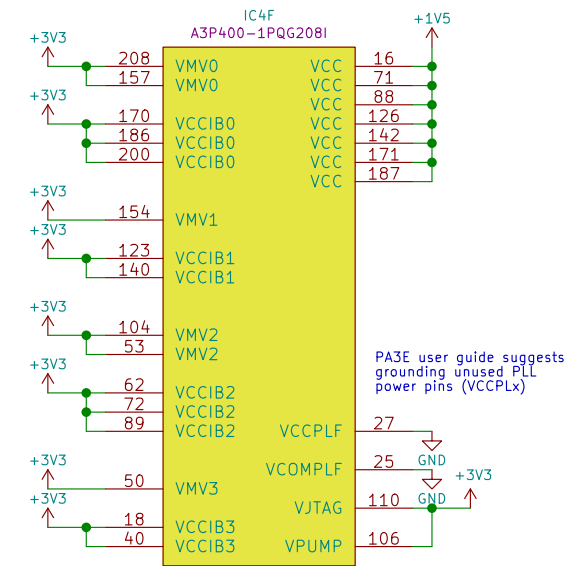 IC4F
A3P400-1PQG208I
+3V3
208 VMV0
157 VMV0
+3V3
170 VCCIB0
186 VCCIB0
200 VCCIB0
+3V3
154 VMV1
+3V3
123 VCCIB1
140 VCCIB1
+3V3
104 VMV2
53 VMV2
+3V3
62 VCCIB2
72 VCCIB2
89 VCCIB2
+3V3
50 VMV3
+3V3
18 VCCIB3
40 VCCIB3
+1V5
VCC 16
VCC 71
VCC 88
VCC 126
VCC 142
VCC 171
VCC 187
PA3E user guide suggests
grounding unused PLL
power pins (VCCPLx)
VCCPLF 27
GND
VCOMPLF 25
GND
+3V3
VJTAG 110
VPUMP 106